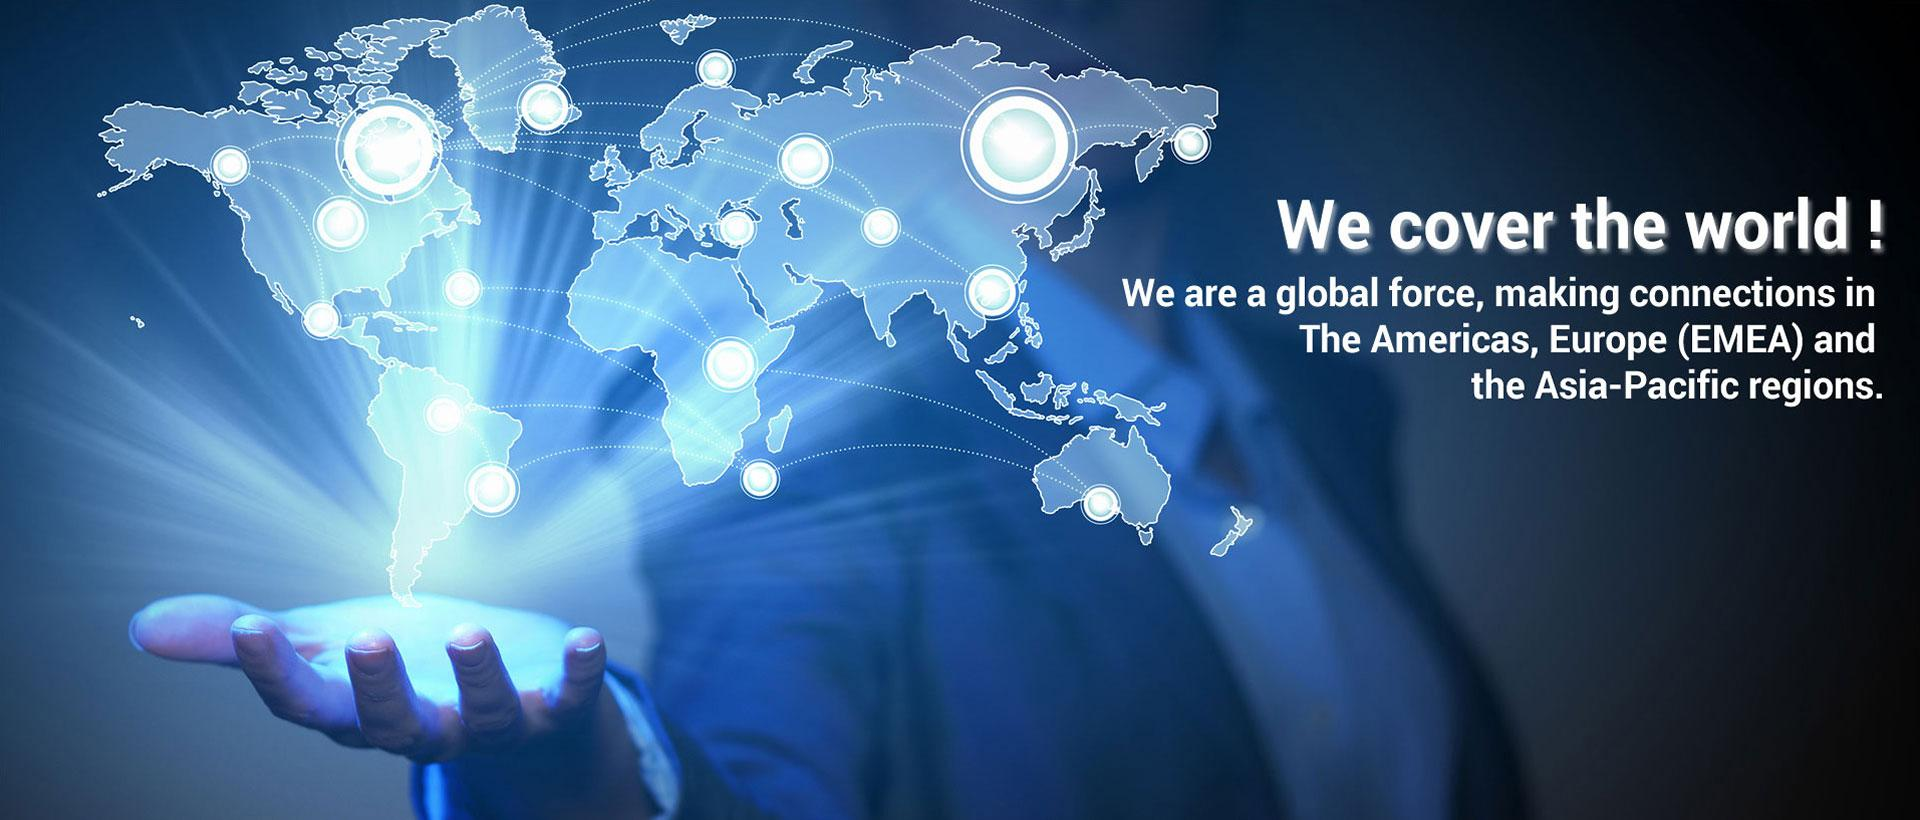 We cover the world !
We are a global force, making connections in
The Americas, Europe (EMEA) and
the Asia-Pacific regions.